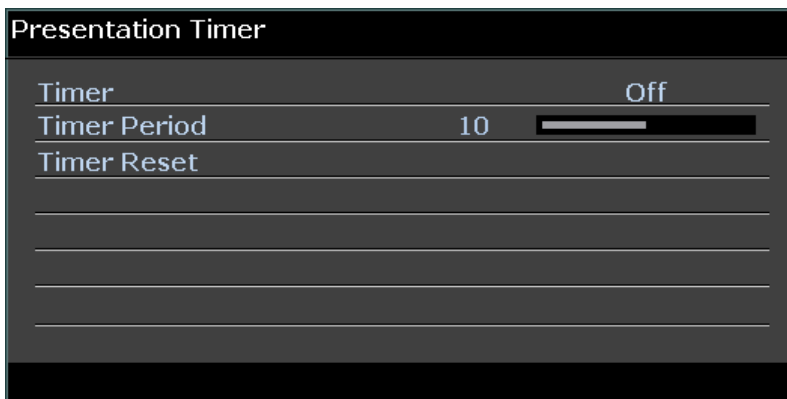 Presentation Timer
Timer Off
Timer Period 10
Timer Reset